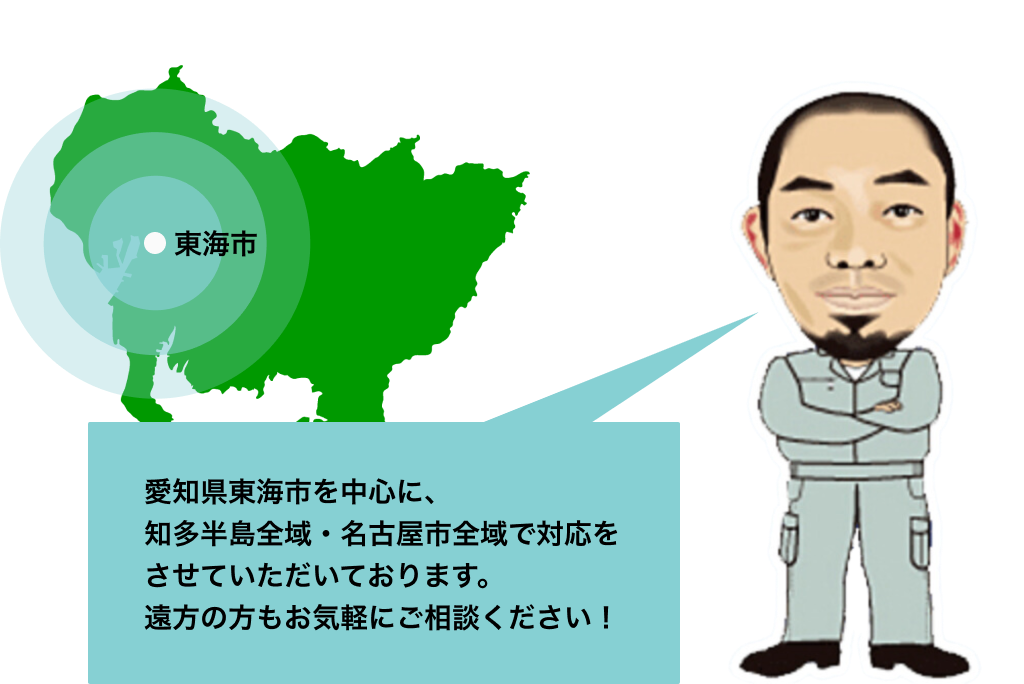 東海市
愛知県東海市を中心に、
知多半島全域・名古屋市全域で対応を
させていただいております。
遠方の方もお気軽にご相談ください！